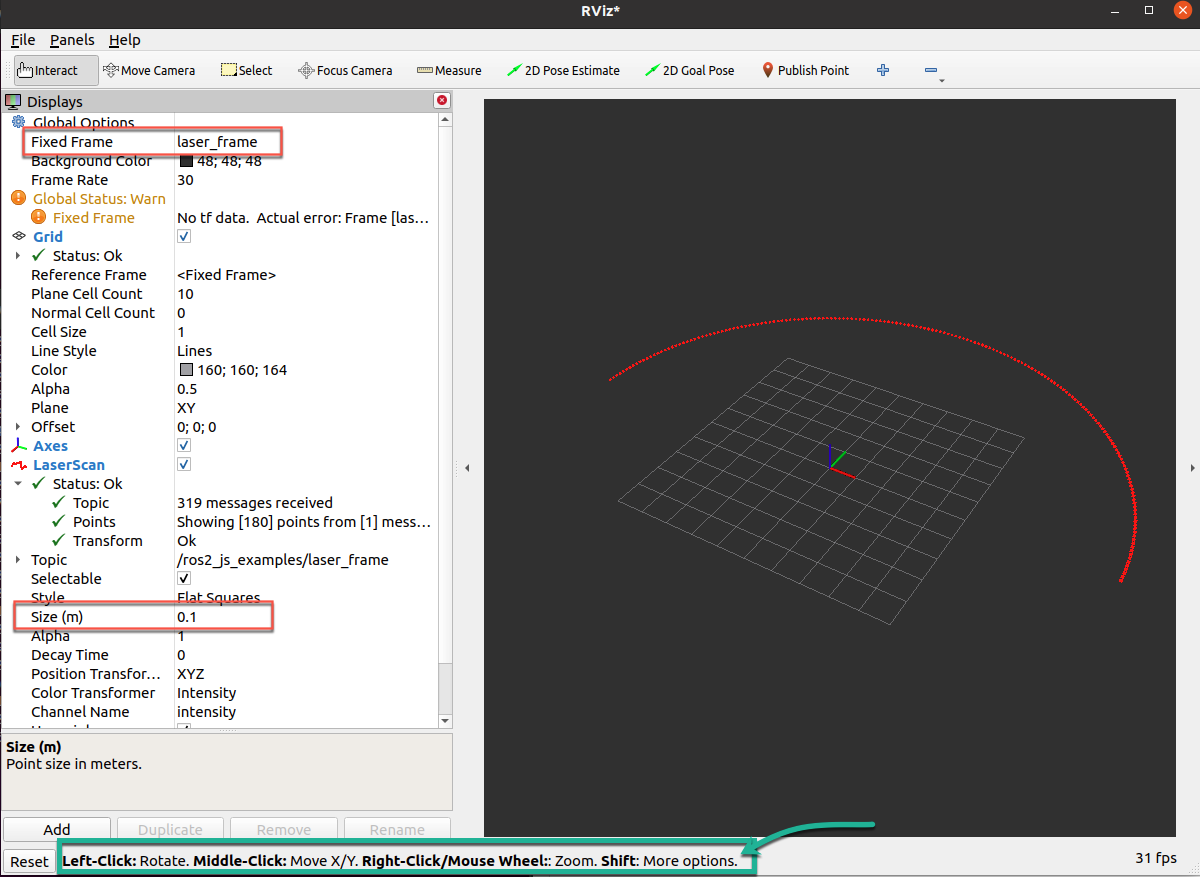 RViz*
File Panels Help
Interact Move Camera Select Focus Camera Measure 2D Pose Estimate 2D Goal Pose Publish Point
Displays
Global Options
Fixed Frame laser_frame
Background Color 48; 48; 48
Frame Rate 30
Global Status: Warn
Fixed Frame No tf data. Actual error: Frame [las...
Grid
Status: Ok
Reference Frame <Fixed Frame>
Plane Cell Count 10
Normal Cell Count 0
Cell Size 1
Line Style Lines
Color 160; 160; 164
Alpha 0.5
Plane XY
Offset 0; 0; 0
Axes
LaserScan
Status: Ok
Topic 319 messages received
Points Showing [180] points from [1] mess...
Transform Ok
Topic /ros2_js_examples/laser_frame
Selectable
Style Flat Squares
Size (m) 0.1
Alpha 1
Decay Time 0
Position Transfor... XYZ
Color Transformer Intensity
Channel Name intensity
Size (m)
Point size in meters.
Add Duplicate Remove Rename
Reset Left-Click: Rotate. Middle-Click: Move X/Y. Right-Click/Mouse Wheel:: Zoom. Shift: More options. 31 fps